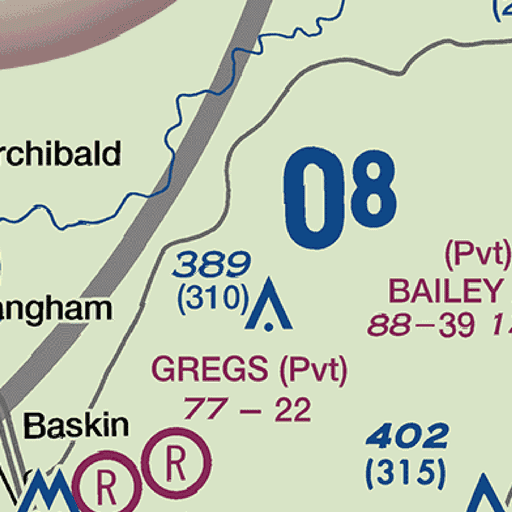 rchibald
08
389
(310)
(Pvt)
angham
BAILEY
88-39
GREGS (Pvt)
77 - 22
Baskin
402
(315)
R
R